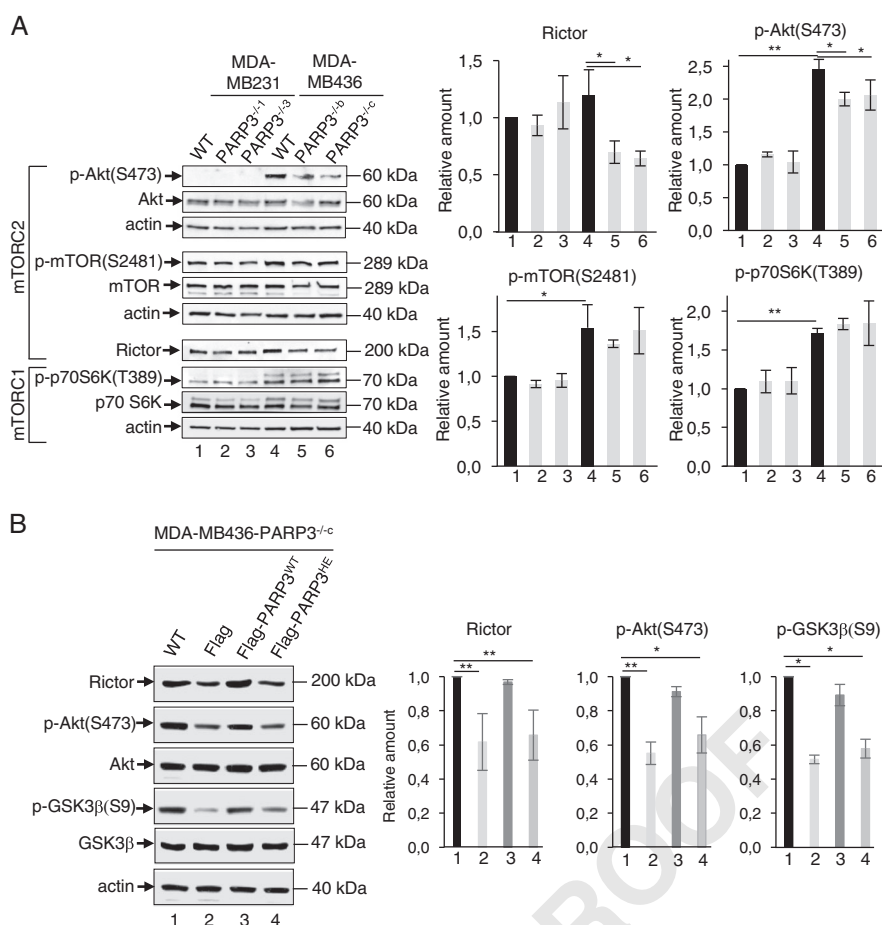 A
MDA-
MB231
MDA-
MB436
WT
PARP3-/-1
PARP3-/-3
WT
PARP3-/-b
PARP3-/-c
mTORC2
p-Akt(S473)
60 kDa
Akt
60 kDa
actin
40 kDa
p-mTOR(S2481)
289 kDa
mTOR
289 kDa
actin
40 kDa
Rictor
200 kDa
mTORC1
p-p70S6K(T389)
70 kDa
p70 S6K
70 kDa
actin
40 kDa
1 2 3 4 5 6
Rictor
Relative amount
1,5
1,0
0,5
0,0
* *
1 2 3 4 5 6
p-Akt(S473)
Relative amount
2,5
2,0
1,5
1,0
0,5
0,0
** * *
1 2 3 4 5 6
p-mTOR(S2481)
Relative amount
1,5
1,0
0,5
0,0
*
1 2 3 4 5 6
p-p70S6K(T389)
Relative amount
2,0
1,5
1,0
0,5
0,0
**
1 2 3 4 5 6
B
MDA-MB436-PARP3-/-c
WT
Flag
Flag-PARP3WT
Flag-PARP3HE
Rictor
200 kDa
p-Akt(S473)
60 kDa
Akt
60 kDa
p-GSK3β(S9)
47 kDa
GSK3β
47 kDa
actin
40 kDa
1 2 3 4
Rictor
Relative amount
1,0
0,8
0,6
0,4
0,2
0,0
**
**
1 2 3 4
p-Akt(S473)
1,0
0,8
0,6
0,4
0,2
0,0
*
**
1 2 3 4
p-GSK3β(S9)
1,0
0,8
0,6
0,4
0,2
0,0
*
*
1 2 3 4
ROOF